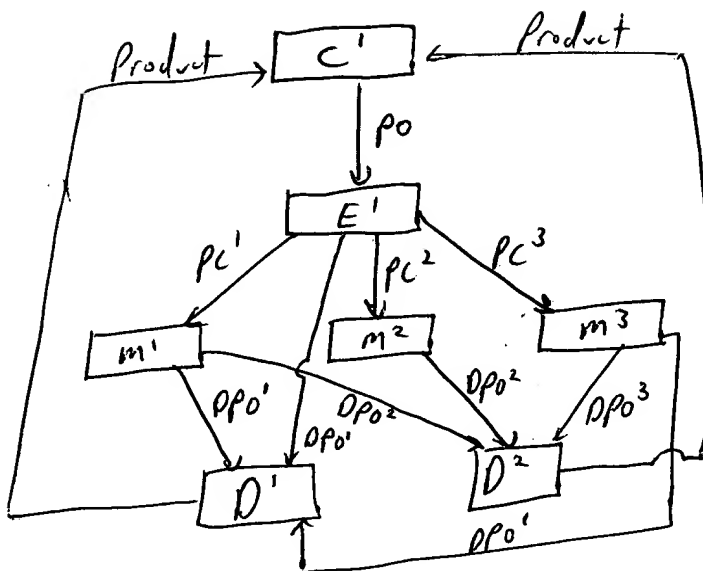 Product
Product
C¹
PO
E¹
PC¹
PC²
PC³
m¹
m²
m³
DPO¹
DPO²
DPO¹
DPO²
DPO³
D¹
D²
DPO¹